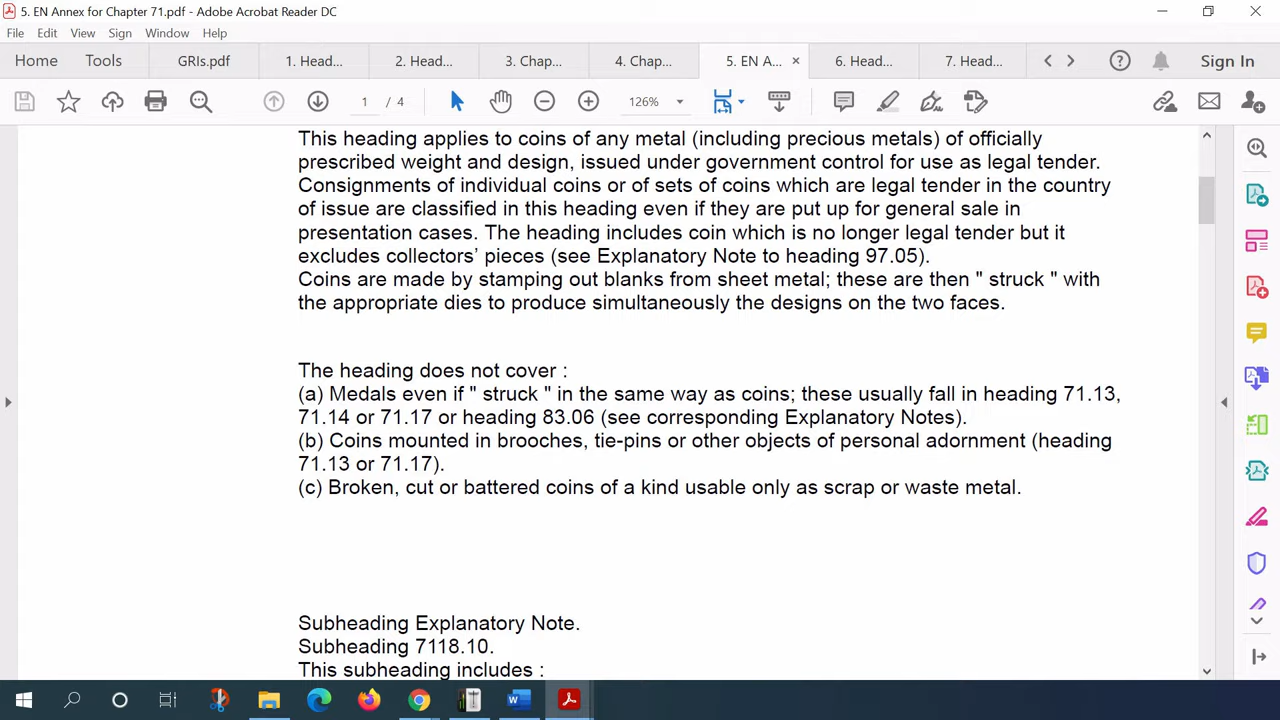 5. EN Annex for Chapter 71.pdf - Adobe Acrobat Reader DC
File Edit View Sign Window Help
Home Tools GRIs.pdf 1. Head... 2. Head... 3. Chap... 4. Chap... 5. EN A... × 6. Head... 7. Head... Sign In
1 / 4 126%
This heading applies to coins of any metal (including precious metals) of officially
prescribed weight and design, issued under government control for use as legal tender.
Consignments of individual coins or of sets of coins which are legal tender in the country
of issue are classified in this heading even if they are put up for general sale in
presentation cases. The heading includes coin which is no longer legal tender but it
excludes collectors' pieces (see Explanatory Note to heading 97.05).
Coins are made by stamping out blanks from sheet metal; these are then " struck " with
the appropriate dies to produce simultaneously the designs on the two faces.
The heading does not cover :
(a) Medals even if " struck " in the same way as coins; these usually fall in heading 71.13,
71.14 or 71.17 or heading 83.06 (see corresponding Explanatory Notes).
(b) Coins mounted in brooches, tie-pins or other objects of personal adornment (heading
71.13 or 71.17).
(c) Broken, cut or battered coins of a kind usable only as scrap or waste metal.
Subheading Explanatory Note.
Subheading 7118.10.
This subheading includes :